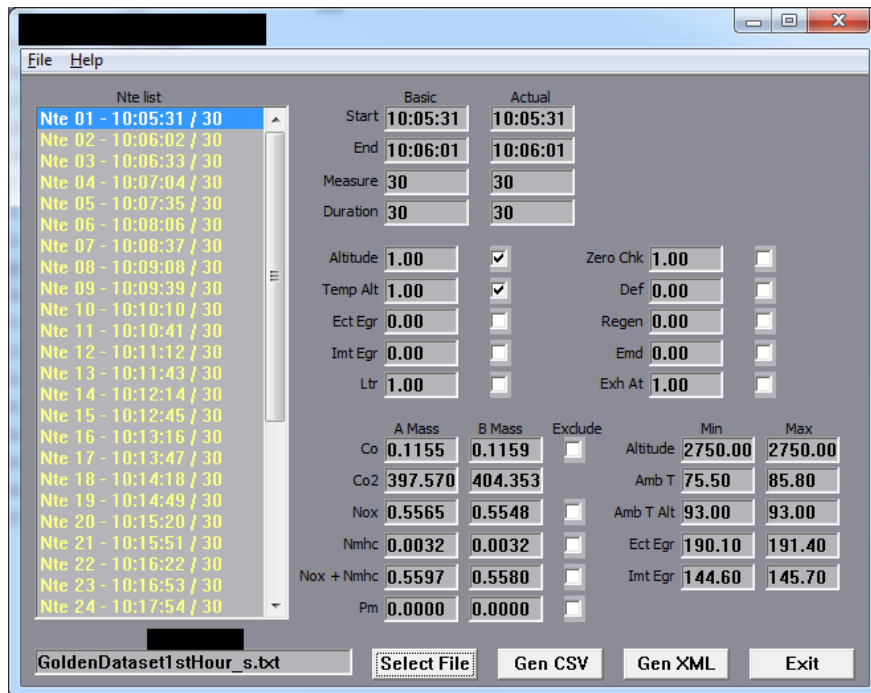 File Help
Nte list
Nte 01 - 10:05:31 / 30
Nte 02 - 10:06:02 / 30
Nte 03 - 10:06:33 / 30
Nte 04 - 10:07:04 / 30
Nte 05 - 10:07:35 / 30
Nte 06 - 10:08:06 / 30
Nte 07 - 10:08:37 / 30
Nte 08 - 10:09:08 / 30
Nte 09 - 10:09:39 / 30
Nte 10 - 10:10:10 / 30
Nte 11 - 10:10:41 / 30
Nte 12 - 10:11:12 / 30
Nte 13 - 10:11:43 / 30
Nte 14 - 10:12:14 / 30
Nte 15 - 10:12:45 / 30
Nte 16 - 10:13:16 / 30
Nte 17 - 10:13:47 / 30
Nte 18 - 10:14:18 / 30
Nte 19 - 10:14:49 / 30
Nte 20 - 10:15:20 / 30
Nte 21 - 10:15:51 / 30
Nte 22 - 10:16:22 / 30
Nte 23 - 10:16:53 / 30
Nte 24 - 10:17:54 / 30
Basic Actual
Start 10:05:31 10:05:31
End 10:06:01 10:06:01
Measure 30 30
Duration 30 30
Altitude 1.00 Zero Chk 1.00
Temp Alt 1.00 Def 0.00
Ect Egr 0.00 Regen 0.00
Imt Egr 0.00 Emd 0.00
Ltr 1.00 Exh At 1.00
A Mass B Mass Exclude
Co 0.1155 0.1159
Co2 397.570 404.353
Nox 0.5565 0.5548
Nmhc 0.0032 0.0032
Nox + Nmhc 0.5597 0.5580
Pm 0.0000 0.0000
Min Max
Altitude 2750.00 2750.00
Amb T 75.50 85.80
Amb T Alt 93.00 93.00
Ect Egr 190.10 191.40
Imt Egr 144.60 145.70
GoldenDataset1stHour_s.txt Select File Gen CSV Gen XML Exit